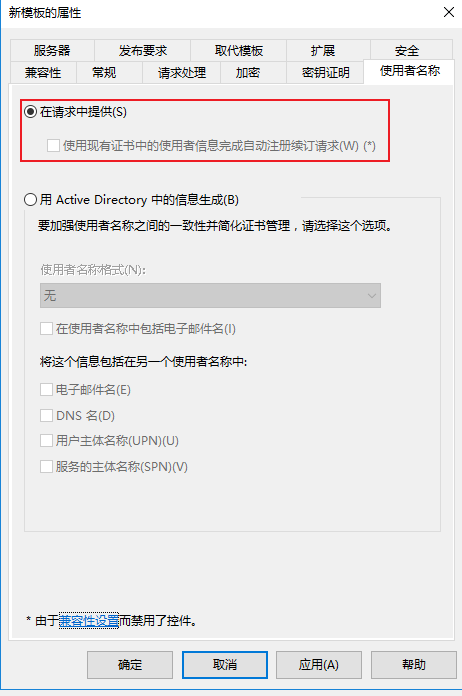 新模板的属性
服务器 发布要求 取代模板 扩展 安全
兼容性 常规 请求处理 加密 密钥证明 使用者名称
在请求中提供(S)
使用现有证书中的使用者信息完成自动注册续订请求(W) (*)
用 Active Directory 中的信息生成(B)
要加强使用者名称之间的一致性并简化证书管理，请选择这个选项。
使用者名称格式(N):
无
在使用者名称中包括电子邮件名(I)
将这个信息包括在另一个使用者名称中:
电子邮件名(E)
DNS 名(D)
用户主体名称(UPN)(U)
服务的主体名称(SPN)(V)
* 由于兼容性设置而禁用了控件。
确定 取消 应用(A) 帮助